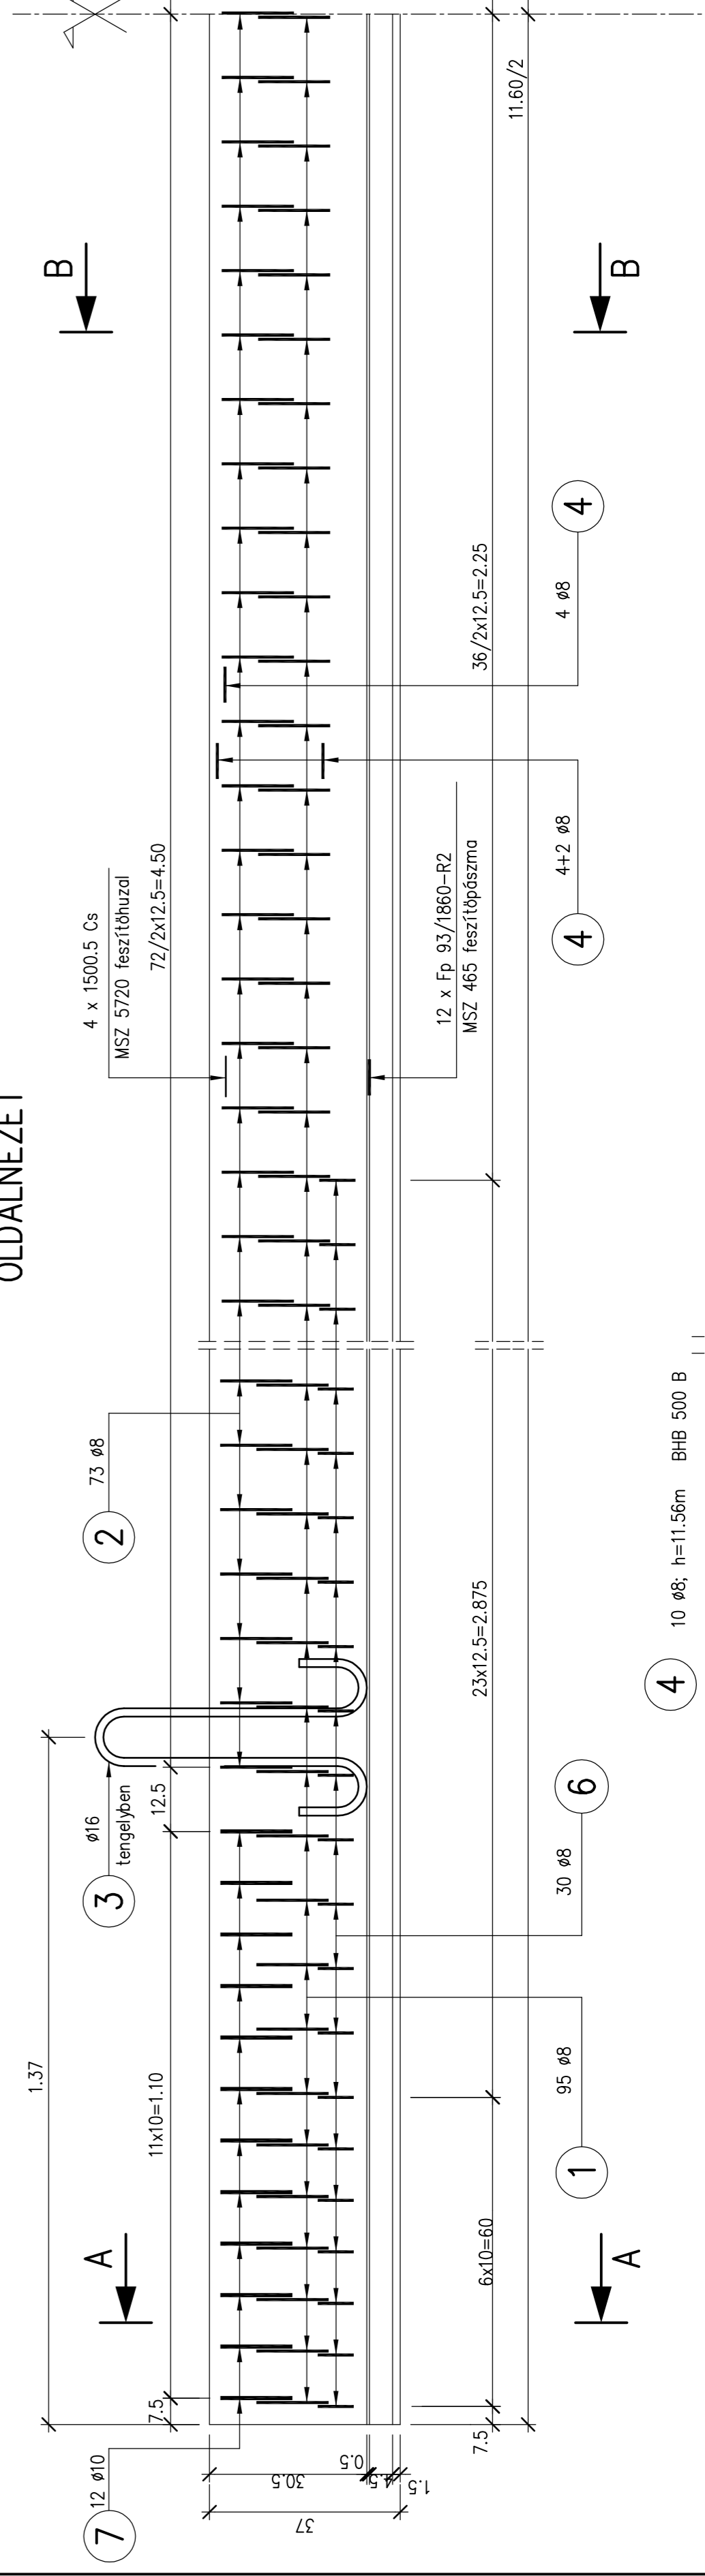 OLDALNÉZET
1.37
A
B
7.5
11x10=1.10
12.5
72/2x12.5=4.50
7
12 ø10
3
ø16
tengelyben
2
73 ø8
4 x 1500.5 Cs
MSZ 5720 feszítőhuzal
37
30.5
0.5
4.5
1.5
12 x Fp 93/1860-R2
MSZ 465 feszítőpászma
7.5
6x10=60
23x12.5=2.875
36/2x12.5=2.25
11.60/2
A
1
95 ø8
6
30 ø8
4
4+2 ø8
4
4 ø8
B
4
10 ø8; h=11.56m BHB 500 B